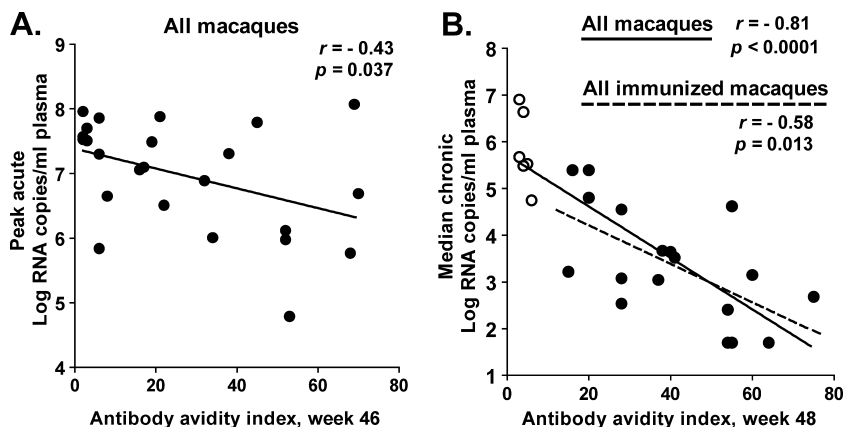 A.
All macaques
r = - 0.43
p = 0.037
9
8
7
6
5
4
Peak acute
Log RNA copies/ml plasma
0
20
40
60
80
Antibody avidity index, week 46
B.
All macaques
r = - 0.81
p < 0.0001
All immunized macaques
r = - 0.58
p = 0.013
8
7
6
5
4
3
2
1
Median chronic
Log RNA copies/ml plasma
0
20
40
60
80
Antibody avidity index, week 48